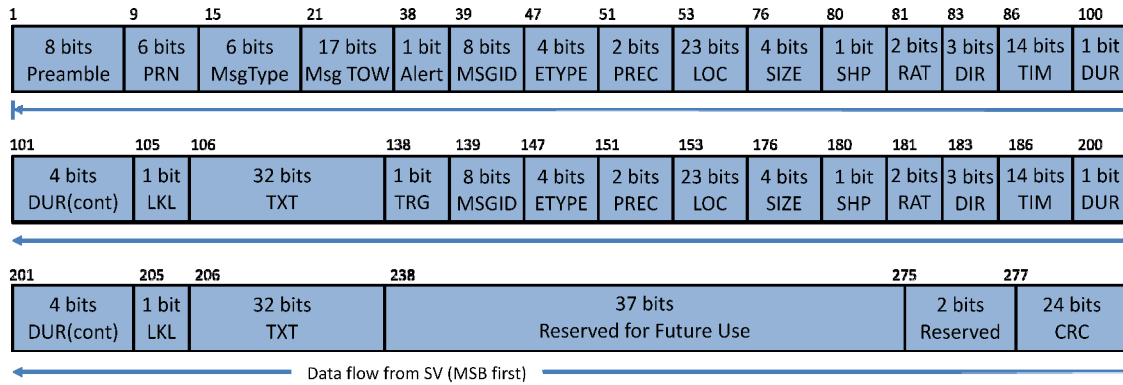 1 9 15 21 38 39 47 51 53 76 80 81 83 86 100
8 bits 6 bits 6 bits 17 bits 1 bit 8 bits 4 bits 2 bits 23 bits 4 bits 1 bit 2 bits 3 bits 14 bits 1 bit
Preamble PRN MsgType Msg TOW Alert MSGID ETYPE PREC LOC SIZE SHP RAT DIR TIM DUR
101 105 106 138 139 147 151 153 176 180 181 183 186 200
4 bits 1 bit 32 bits 1 bit 8 bits 4 bits 2 bits 23 bits 4 bits 1 bit 2 bits 3 bits 14 bits 1 bit
DUR(cont) LKL TXT TRG MSGID ETYPE PREC LOC SIZE SHP RAT DIR TIM DUR
201 205 206 238 275 277
4 bits 1 bit 32 bits 37 bits 2 bits 24 bits
DUR(cont) LKL TXT Reserved for Future Use Reserved CRC
Data flow from SV (MSB first)